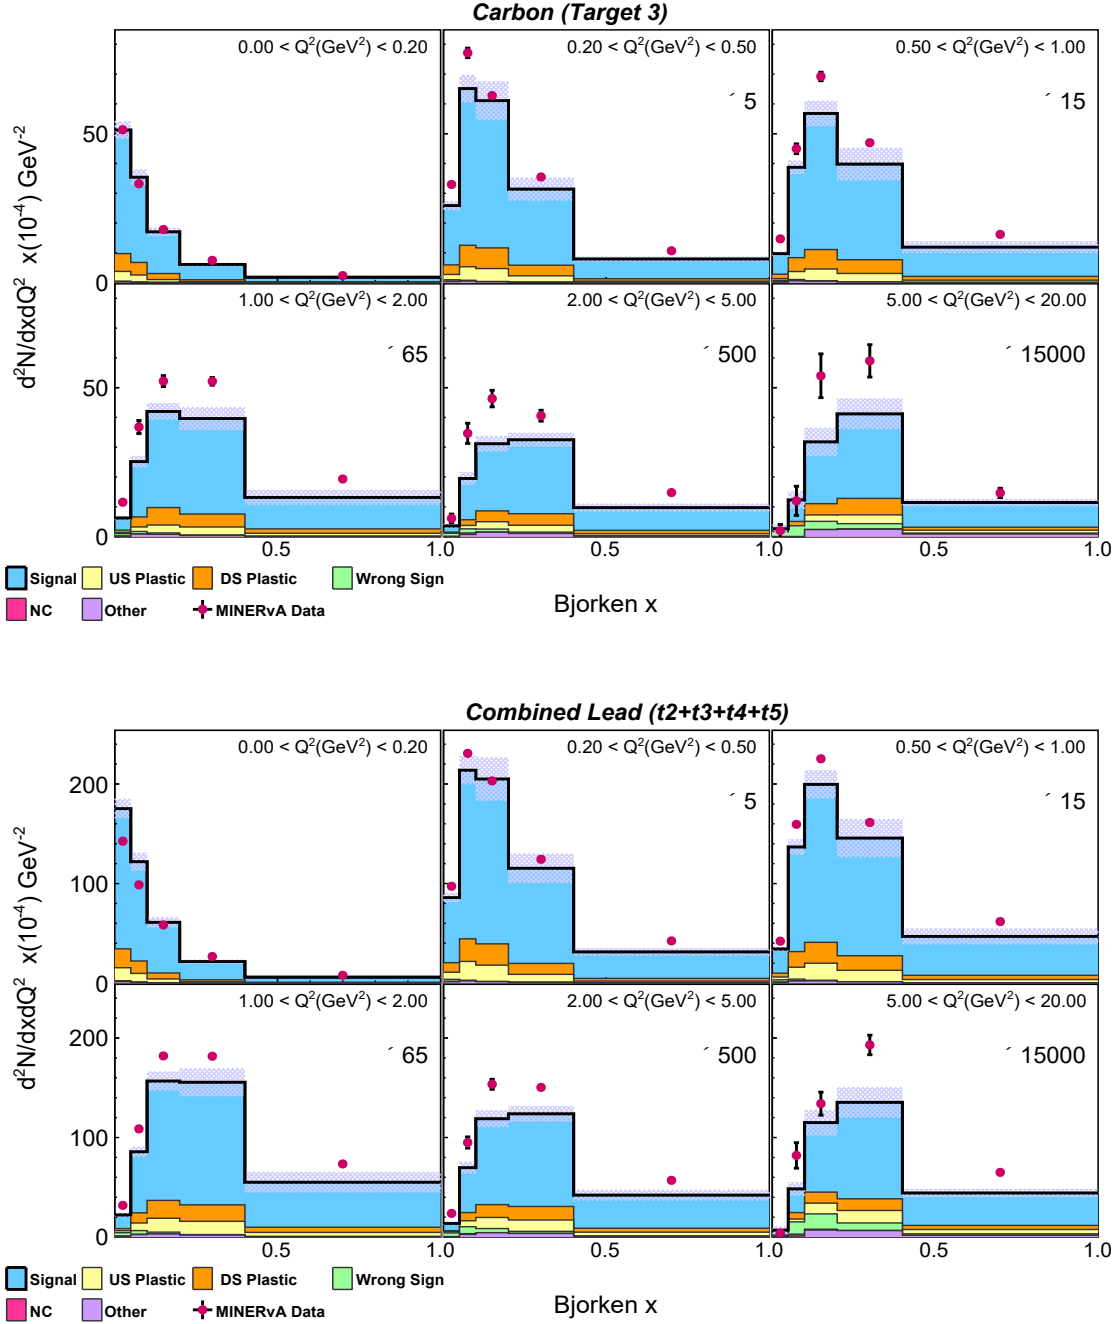 Carbon (Target 3)
0.00 < Q²(GeV²) < 0.20
0.20 < Q²(GeV²) < 0.50
0.50 < Q²(GeV²) < 1.00
´ 5
´ 15
50
0
1.00 < Q²(GeV²) < 2.00
2.00 < Q²(GeV²) < 5.00
5.00 < Q²(GeV²) < 20.00
´ 65
´ 500
´ 15000
50
0
d²N/dxdQ² x(10⁻⁴) GeV⁻²
0.5 1.0 0.5 1.0 0.5 1.0
Bjorken x
Signal US Plastic DS Plastic Wrong Sign
NC Other MINERvA Data
Combined Lead (t2+t3+t4+t5)
0.00 < Q²(GeV²) < 0.20
0.20 < Q²(GeV²) < 0.50
0.50 < Q²(GeV²) < 1.00
´ 5
´ 15
200
100
0
1.00 < Q²(GeV²) < 2.00
2.00 < Q²(GeV²) < 5.00
5.00 < Q²(GeV²) < 20.00
´ 65
´ 500
´ 15000
200
100
0
d²N/dxdQ² x(10⁻⁴) GeV⁻²
0.5 1.0 0.5 1.0 0.5 1.0
Bjorken x
Signal US Plastic DS Plastic Wrong Sign
NC Other MINERvA Data